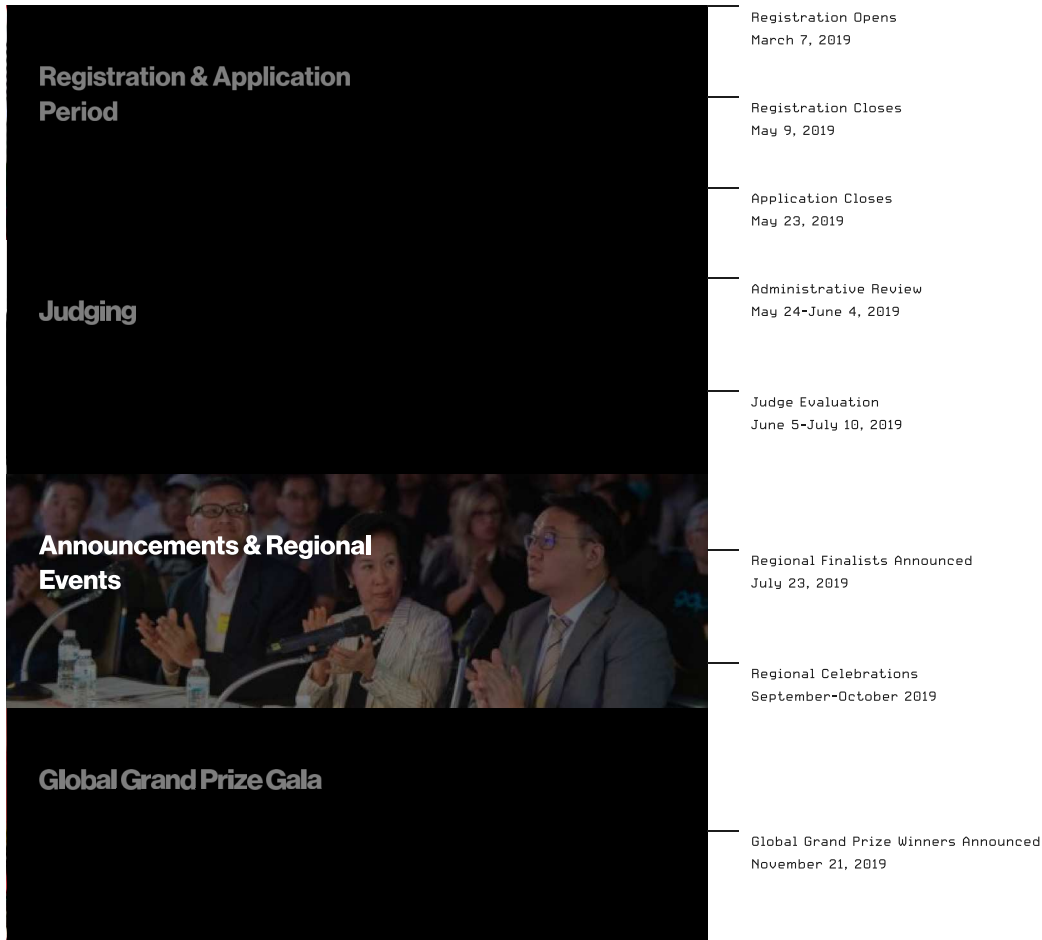 Registration & Application
Period
Judging
Announcements & Regional
Events
Global Grand Prize Gala
Registration Opens
March 7, 2019
Registration Closes
May 9, 2019
Application Closes
May 23, 2019
Administrative Review
May 24-June 4, 2019
Judge Evaluation
June 5-July 10, 2019
Regional Finalists Announced
July 23, 2019
Regional Celebrations
September-October 2019
Global Grand Prize Winners Announced
November 21, 2019